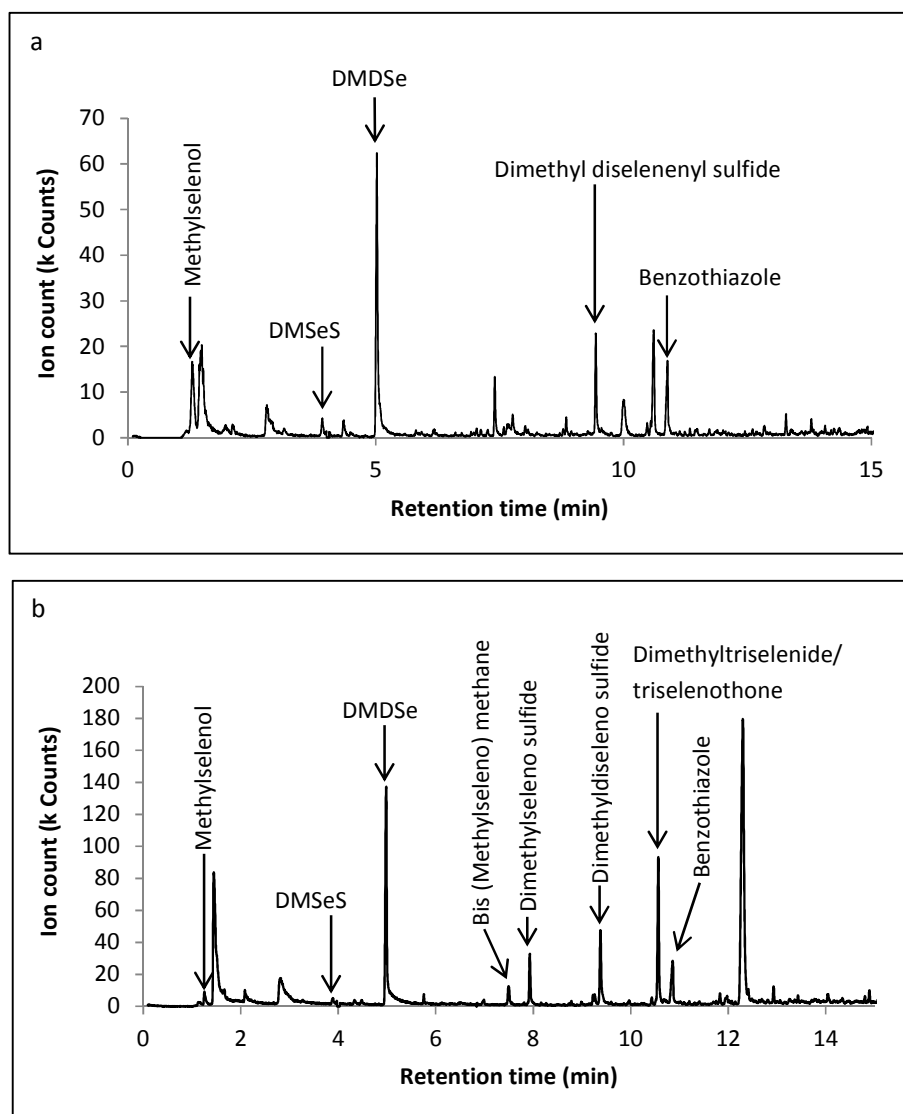 a
DMDSe
Methylselenol
DMSeS
Dimethyl diselenenyl sulfide
Benzothiazole
Ion count (k Counts)
70
60
50
40
30
20
10
0
0
5
10
15
Retention time (min)
b
Methylselenol
DMSeS
DMDSe
Bis (Methylseleno) methane
Dimethylseleno sulfide
Dimethyldiseleno sulfide
Dimethyltriselenide/
triselenothone
Benzothiazole
Ion count (k Counts)
200
180
160
140
120
100
80
60
40
20
0
0
2
4
6
8
10
12
14
Retention time (min)